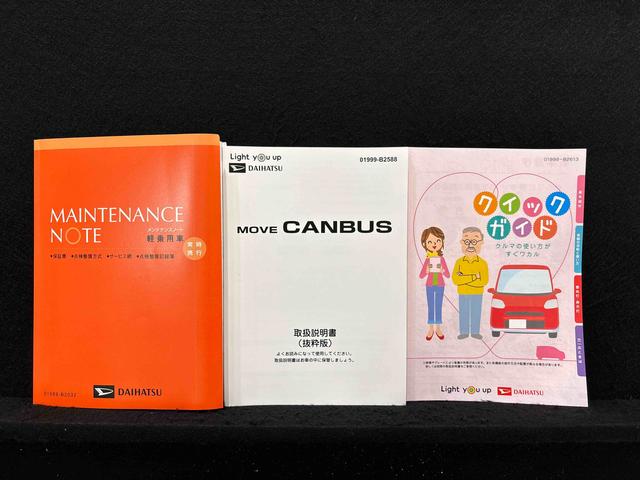 MAINTENANCE
NOTE
メンテナンスノート
軽乗用車
常時
携行
•保証書 •点検整備方式 •サービス網 •点検整備記録簿
01999-B2032
DAIHATSU
Light you up
DAIHATSU
01999-B2588
MOVE CANBUS
取扱説明書
(抜粋版)
よくお読みになって使用してください。
取扱説明書はお車の中に保管しましょう。
01999-B2613
クイック
ガイド
クルマの使い方が
すぐワカル
Light you up
DAIHATSU